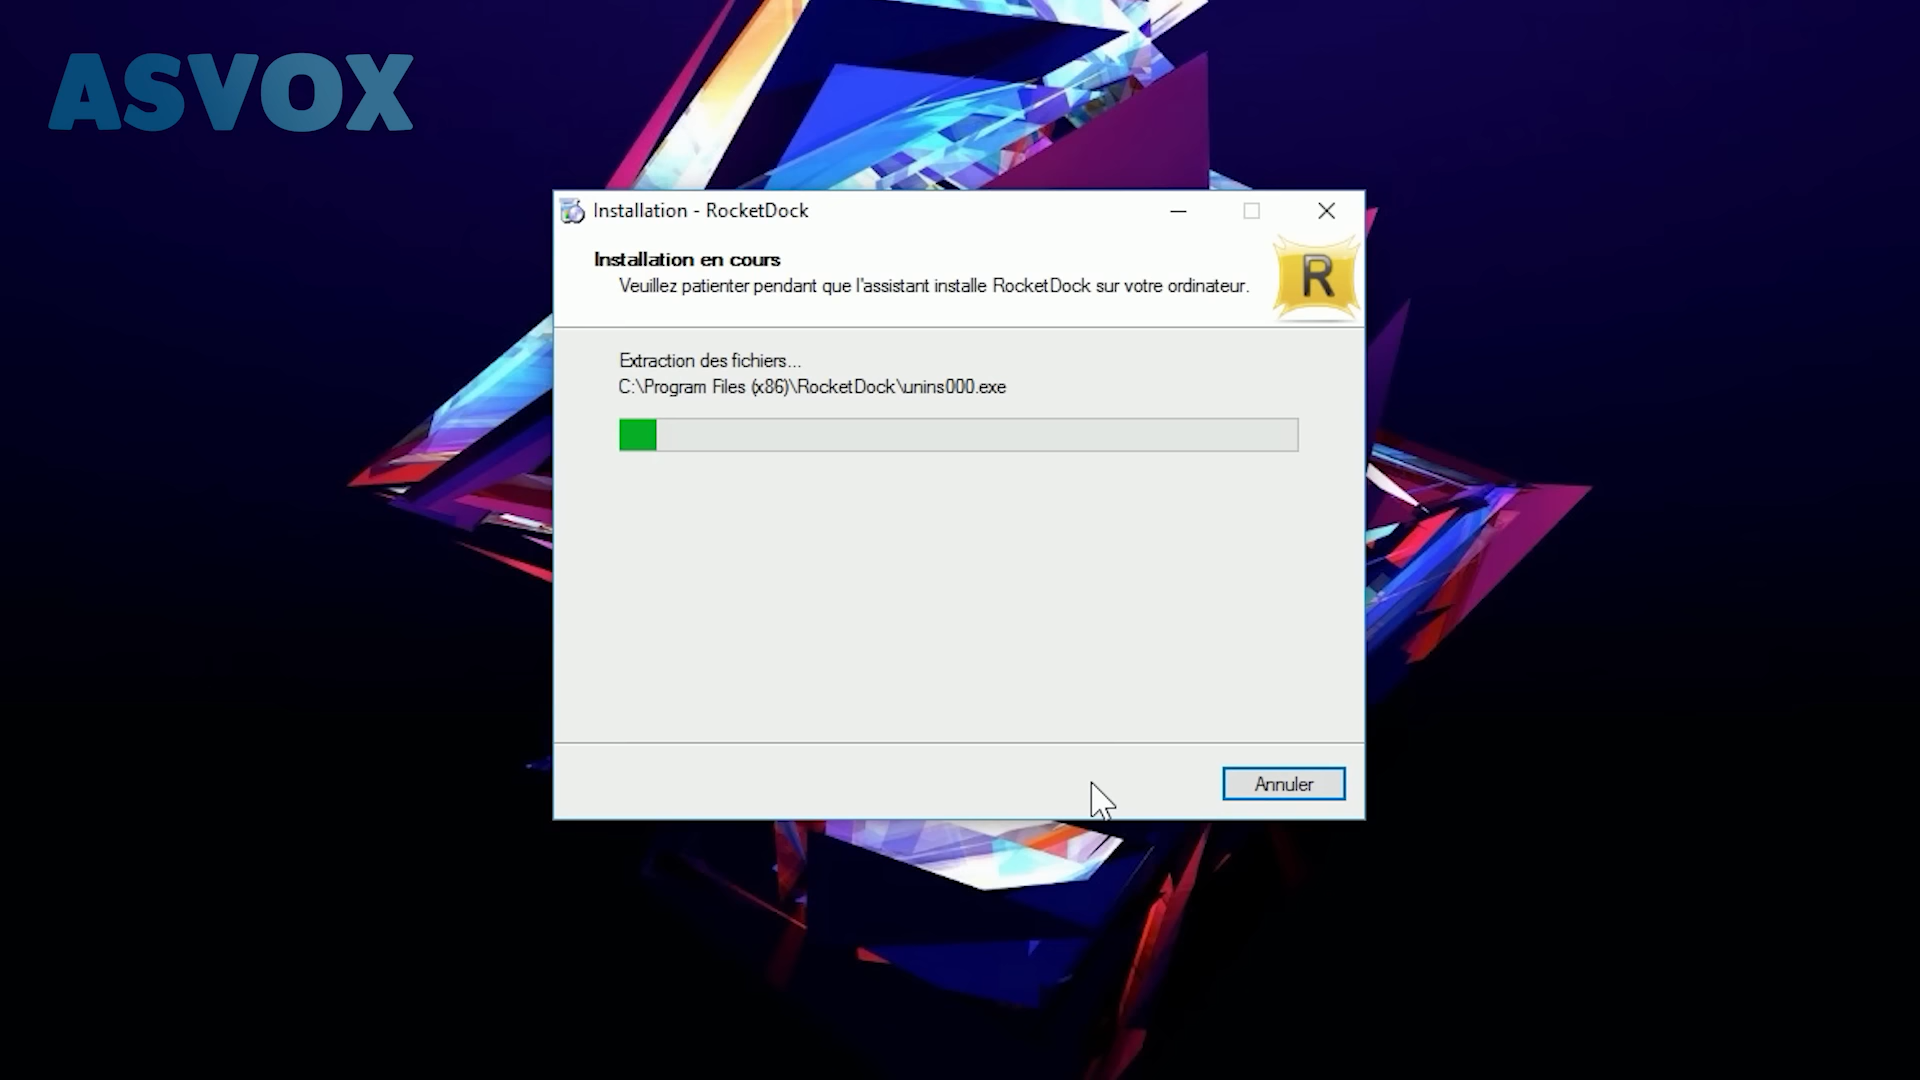 ASVOX
Installation - RocketDock
Installation en cours
Veuillez patienter pendant que l'assistant installe RocketDock sur votre ordinateur.
R
Extraction des fichiers...
C:\Program Files (x86)\RocketDock\unins000.exe
Annuler